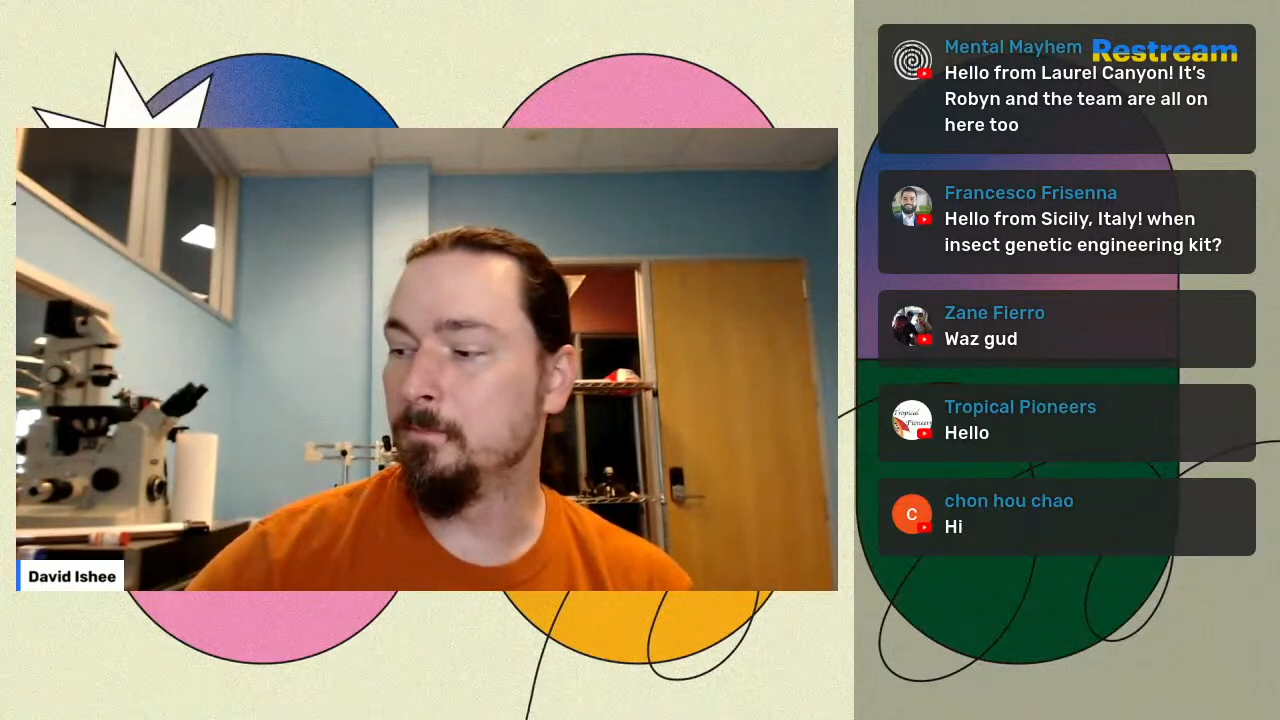 Mental Mayhem
Restream
Hello from Laurel Canyon! It’s
Robyn and the team are all on
here too
Francesco Frisenna
Hello from Sicily, Italy! when
insect genetic engineering kit?
Zane Fierro
Waz gud
Tropical Pioneers
Tropical
Pioneers
Hello
C
chon hou chao
Hi
David Ishee